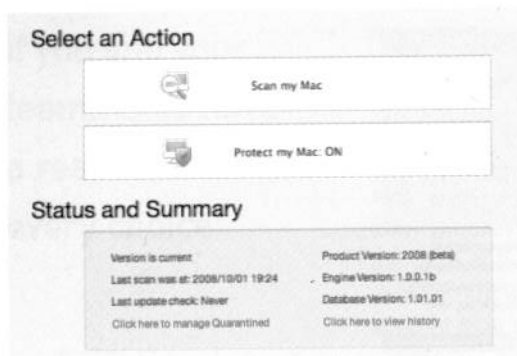 Select an Action
Scan my Mac
Protect my Mac: ON
Status and Summary
Version is current
Last scan was at: 2008/10/01 19:24
Last update check: Never
Click here to manage Quarantined
Product Version: 2008 (beta)
Engine Version: 1.0.0.1b
Database Version: 1.01.01
Click here to view history